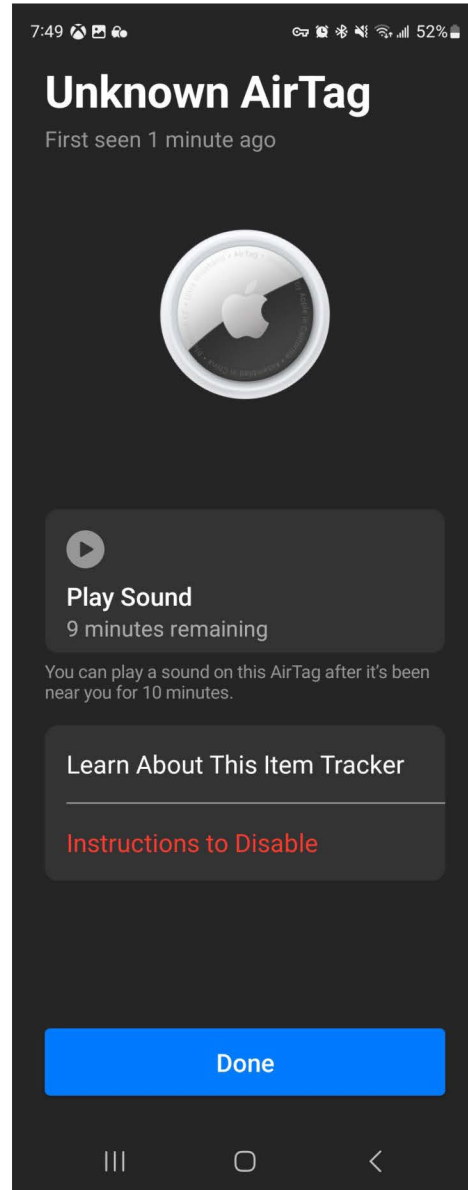 7:49 52%
Unknown AirTag
First seen 1 minute ago
Play Sound
9 minutes remaining
You can play a sound on this AirTag after it's been
near you for 10 minutes.
Learn About This Item Tracker
Instructions to Disable
Done